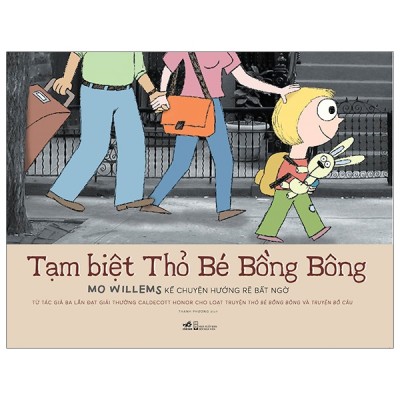 Tạm biệt Thỏ Bé Bồng Bông
MO WILLEMS KỂ CHUYỆN HƯỚNG RẼ BẤT NGỜ
TỪ TÁC GIẢ BA LẦN ĐẠT GIẢI THƯỞNG CALDECOTT HONOR CHO LOẠT TRUYỆN THỎ BÉ BỒNG BÔNG VÀ TRUYỆN BỒ CÂU